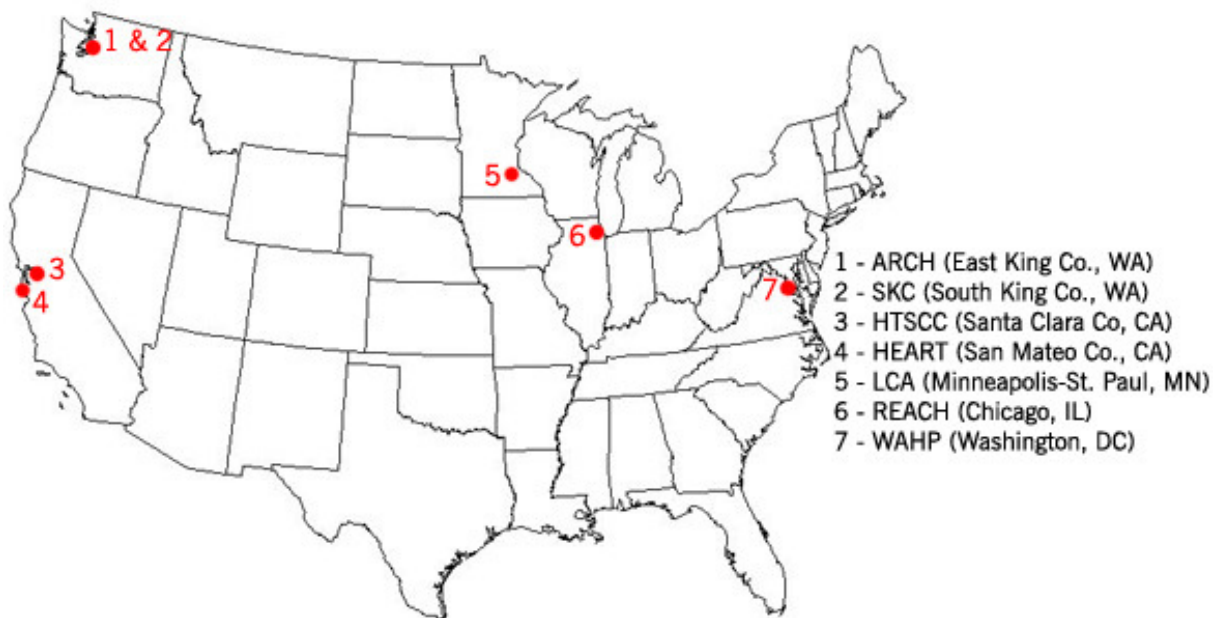 1 & 2
3
4
5
6
7
1 - ARCH (East King Co., WA)
2 - SKC (South King Co., WA)
3 - HTSCC (Santa Clara Co, CA)
4 - HEART (San Mateo Co., CA)
5 - LCA (Minneapolis-St. Paul, MN)
6 - REACH (Chicago, IL)
7 - WAHP (Washington, DC)